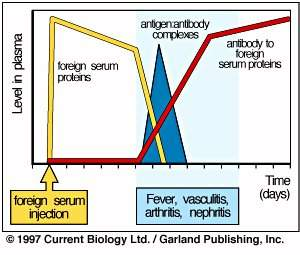 Level in plasma
antigen:antibody
complexes
foreign serum
proteins
antibody to
foreign
serum proteins
Time
(days)
foreign serum
injection
Fever, vasculitis,
arthritis, nephritis
© 1997 Current Biology Ltd. / Garland Publishing, Inc.